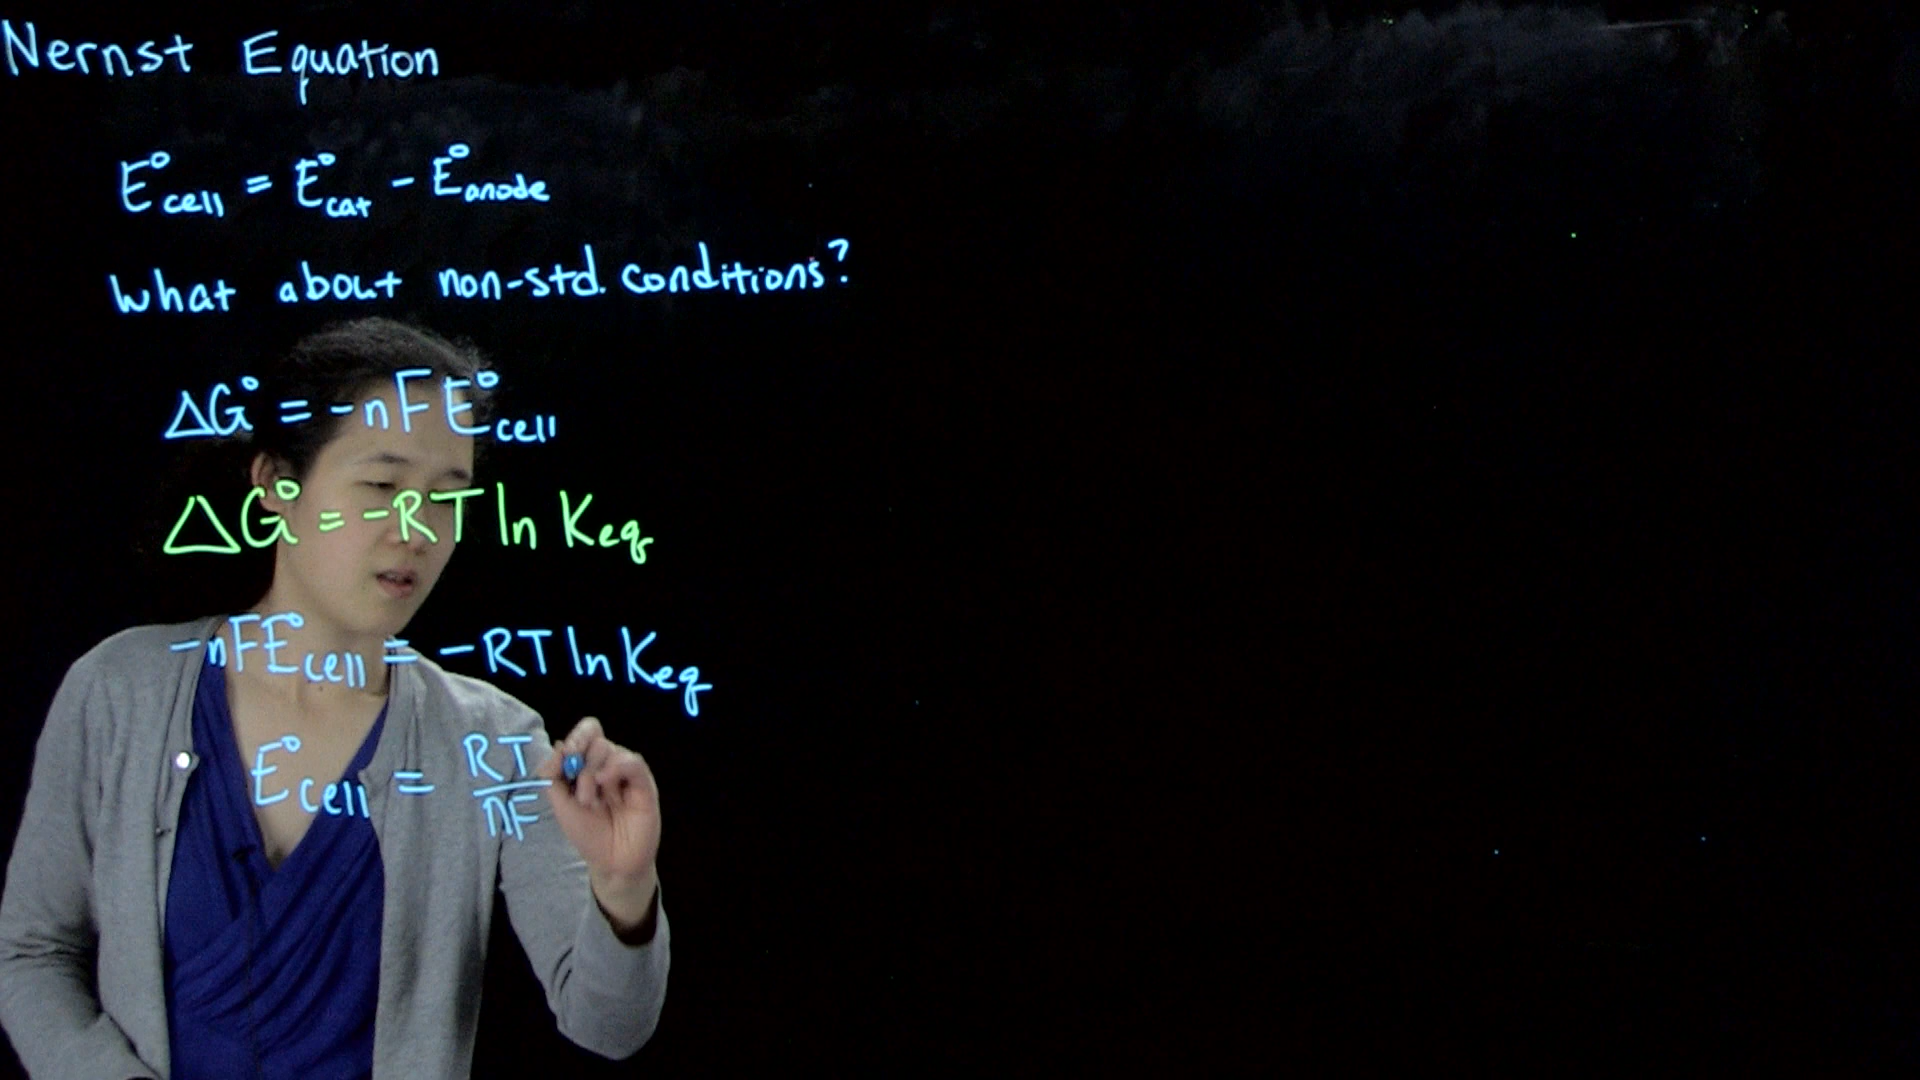 Nernst Equation
E°cell = E°cat - E°anode
What about non-std. conditions?
ΔG° = -nFE°cell
ΔG° = -RT ln Keq
-nFE°cell = -RT ln Keq
E°cell = RT/nF